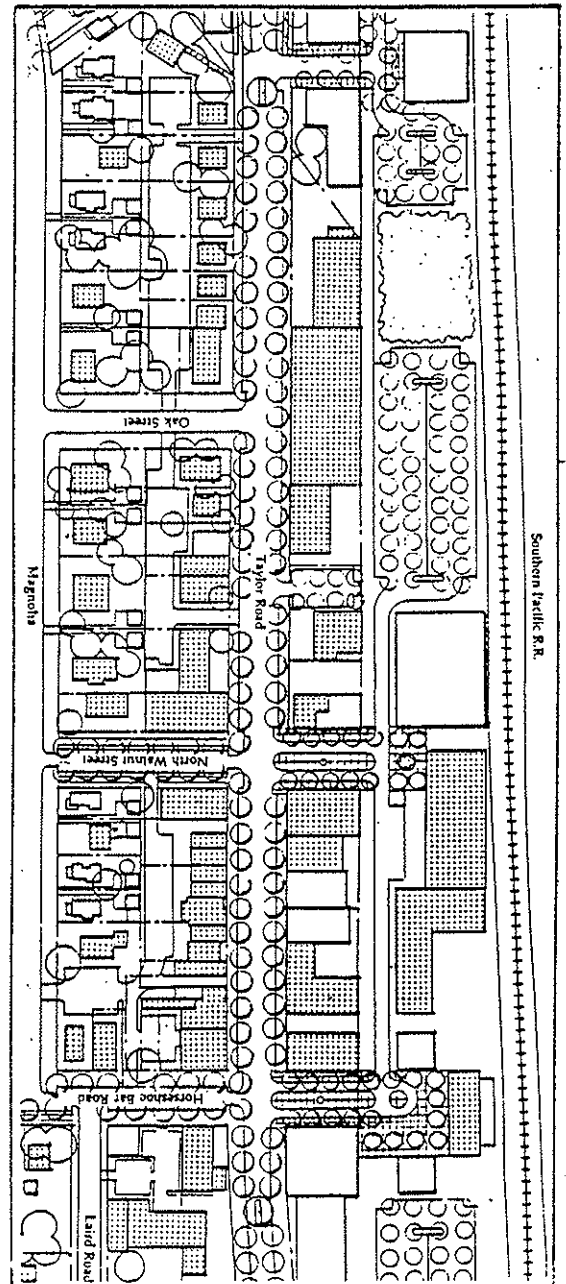 Oak Street
Southern Pacific R.R.
Magnolia
Taylor Road
North Walnut Street
Horseshoe Bar Road
Laird Road